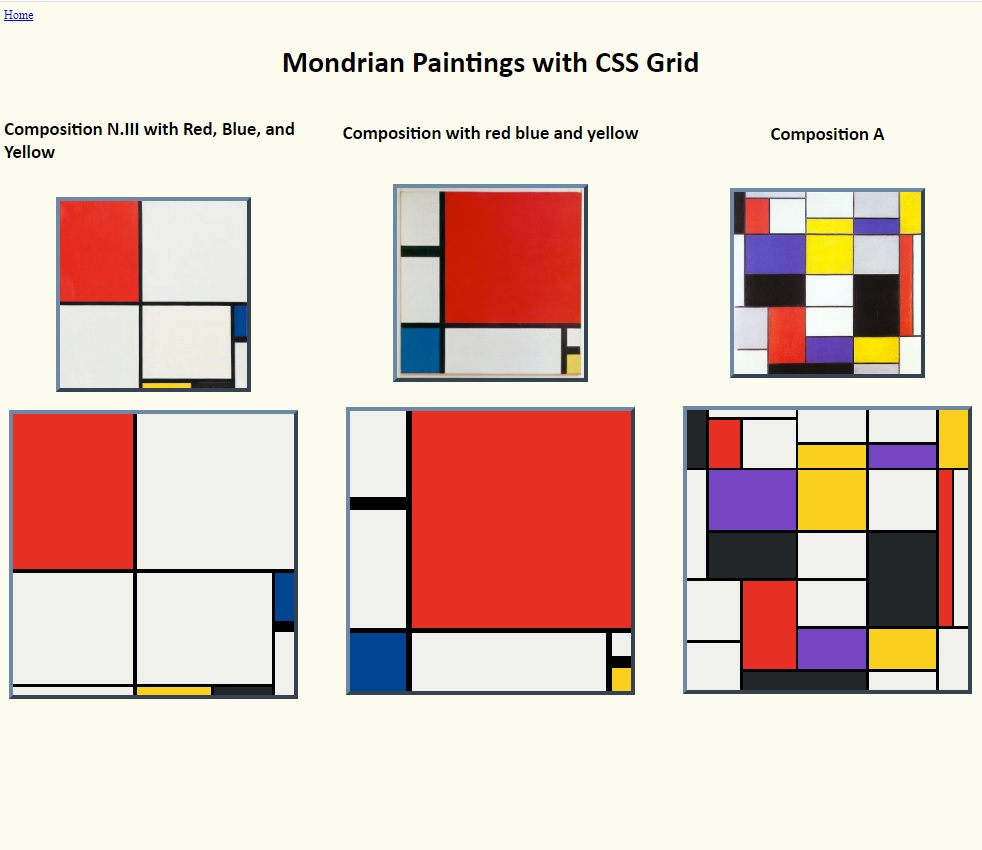 Home
Mondrian Paintings with CSS Grid
Composition N.III with Red, Blue, and
Yellow
Composition with red blue and yellow
Composition A